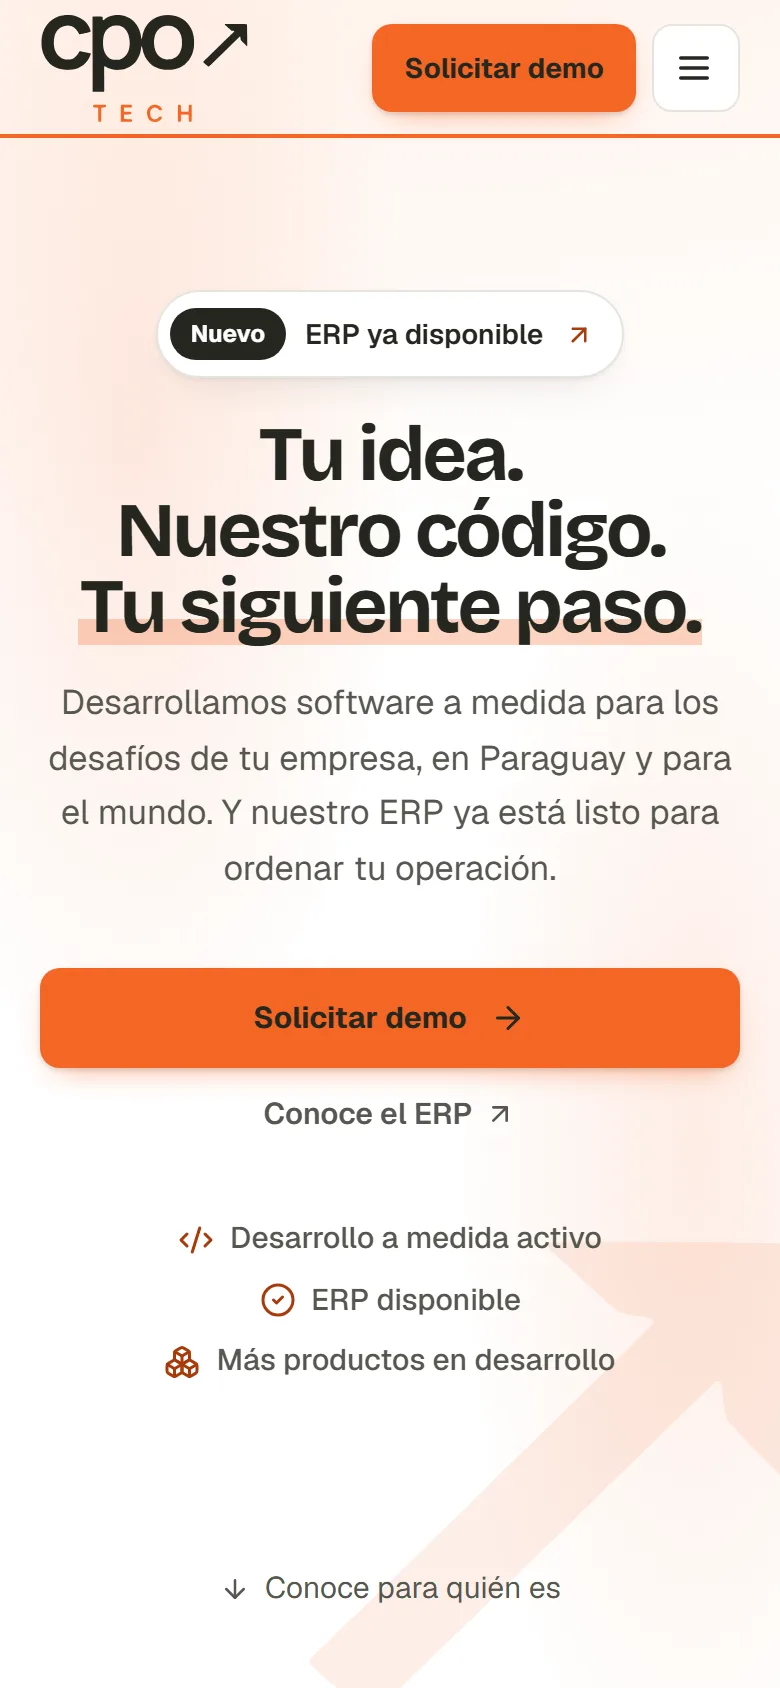 cpo
TECH
Solicitar demo
Nuevo ERP ya disponible
Tu idea.
Nuestro código.
Tu siguiente paso.
Desarrollamos software a medida para los
desafíos de tu empresa, en Paraguay y para
el mundo. Y nuestro ERP ya está listo para
ordenar tu operación.
Solicitar demo
Conoce el ERP
Desarrollo a medida activo
ERP disponible
Más productos en desarrollo
Conoce para quién es